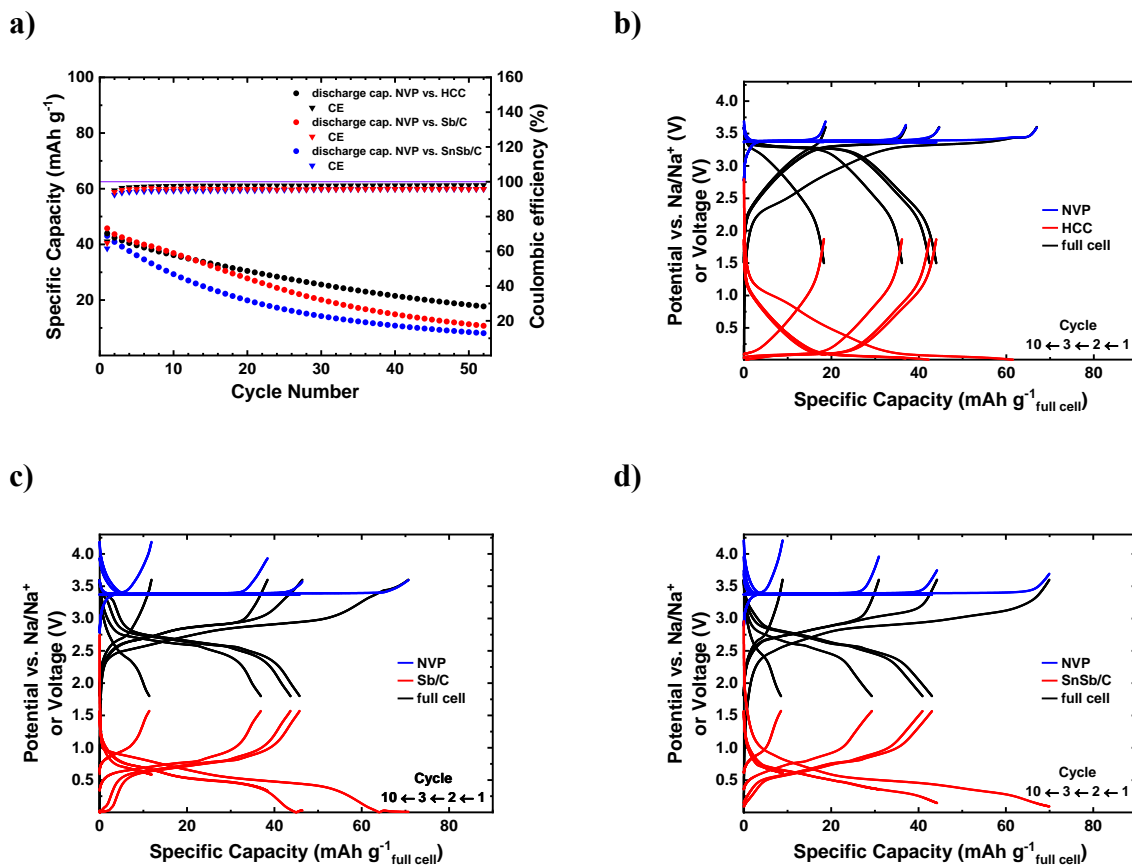 a)
100
80
60
40
20
0 10 20 30 40 50
160
140
120
100
80
60
40
20
Specific Capacity (mAh g-1)
Coulombic efficiency (%)
Cycle Number
discharge cap. NVP vs. HCC
CE
discharge cap. NVP vs. Sb/C
CE
discharge cap. NVP vs. SnSb/C
CE
b)
4.0
3.5
3.0
2.5
2.0
1.5
1.0
0.5
0 20 40 60 80
Potential vs. Na/Na+
or Voltage (V)
NVP
HCC
full cell
Cycle
10 ← 3 ← 2 ← 1
Specific Capacity (mAh g-1 full cell)
c)
4.0
3.5
3.0
2.5
2.0
1.5
1.0
0.5
0 20 40 60 80
Potential vs. Na/Na+
or Voltage (V)
NVP
Sb/C
full cell
Cycle
10 ← 3 ← 2 ← 1
Specific Capacity (mAh g-1 full cell)
d)
4.0
3.5
3.0
2.5
2.0
1.5
1.0
0.5
0 20 40 60 80
Potential vs. Na/Na+
or Voltage (V)
NVP
SnSb/C
full cell
Cycle
10 ← 3 ← 2 ← 1
Specific Capacity (mAh g-1 full cell)